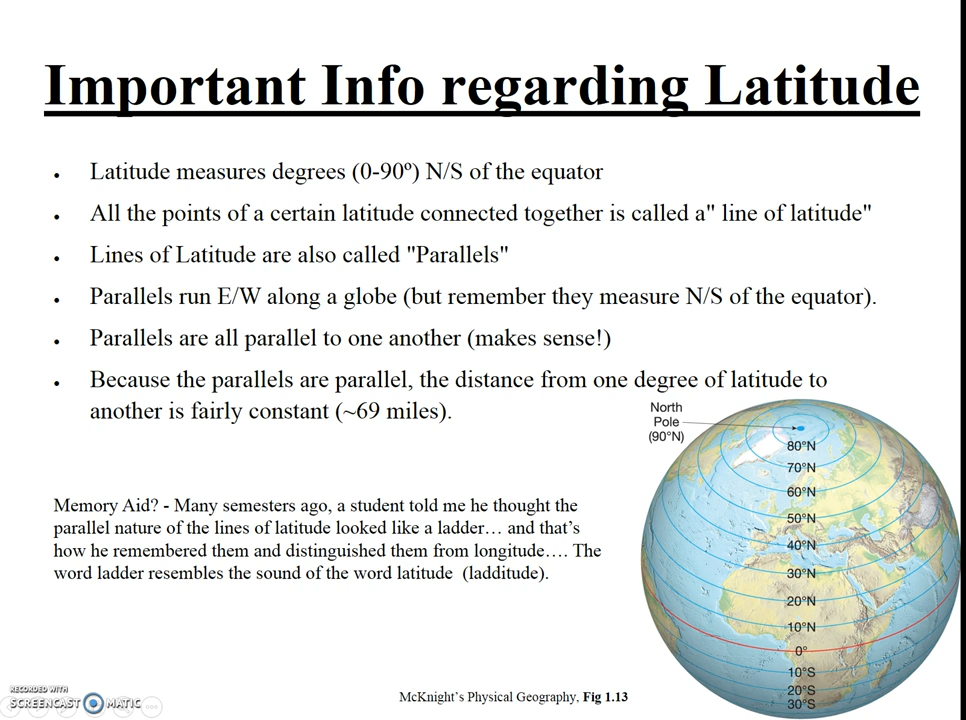 Important Info regarding Latitude
Latitude measures degrees (0-90º) N/S of the equator
All the points of a certain latitude connected together is called a" line of latitude"
Lines of Latitude are also called "Parallels"
Parallels run E/W along a globe (but remember they measure N/S of the equator).
Parallels are all parallel to one another (makes sense!)
Because the parallels are parallel, the distance from one degree of latitude to
another is fairly constant (~69 miles).
North
Pole
(90°N)
80°N
70°N
60°N
50°N
40°N
30°N
20°N
10°N
0°
10°S
20°S
30°S
Memory Aid? - Many semesters ago, a student told me he thought the
parallel nature of the lines of latitude looked like a ladder… and that’s
how he remembered them and distinguished them from longitude…. The
word ladder resembles the sound of the word latitude (ladditude).
McKnight’s Physical Geography, Fig 1.13
RECORDED WITH
SCREENCAST MATIC